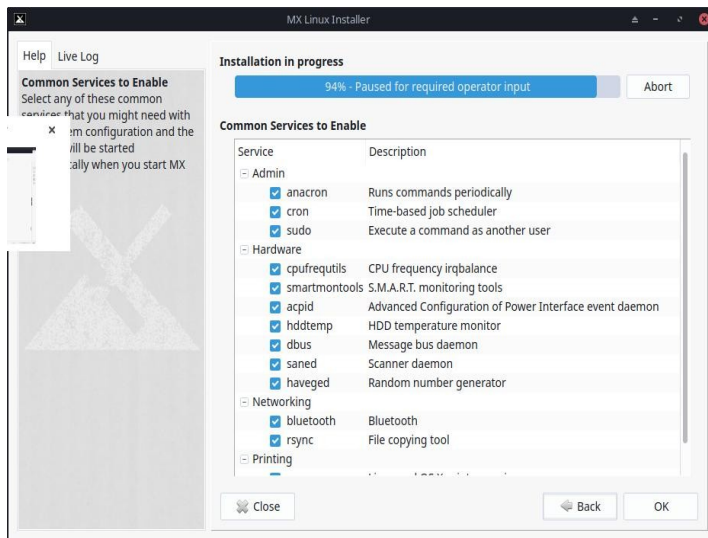 MX Linux Installer
Help
Live Log
Common Services to Enable
Select any of these common
services that you might need with
em configuration and the
ill be started
cally when you start MX
Installation in progress
94% - Paused for required operator input
Abort
Common Services to Enable
Service Description
Admin
anacron Runs commands periodically
cron Time-based job scheduler
sudo Execute a command as another user
Hardware
cpufrequtils CPU frequency irqbalance
smartmontools S.M.A.R.T. monitoring tools
acpid Advanced Configuration of Power Interface event daemon
hddtemp HDD temperature monitor
dbus Message bus daemon
saned Scanner daemon
haveged Random number generator
Networking
bluetooth Bluetooth
rsync File copying tool
Printing
Close
Back
OK